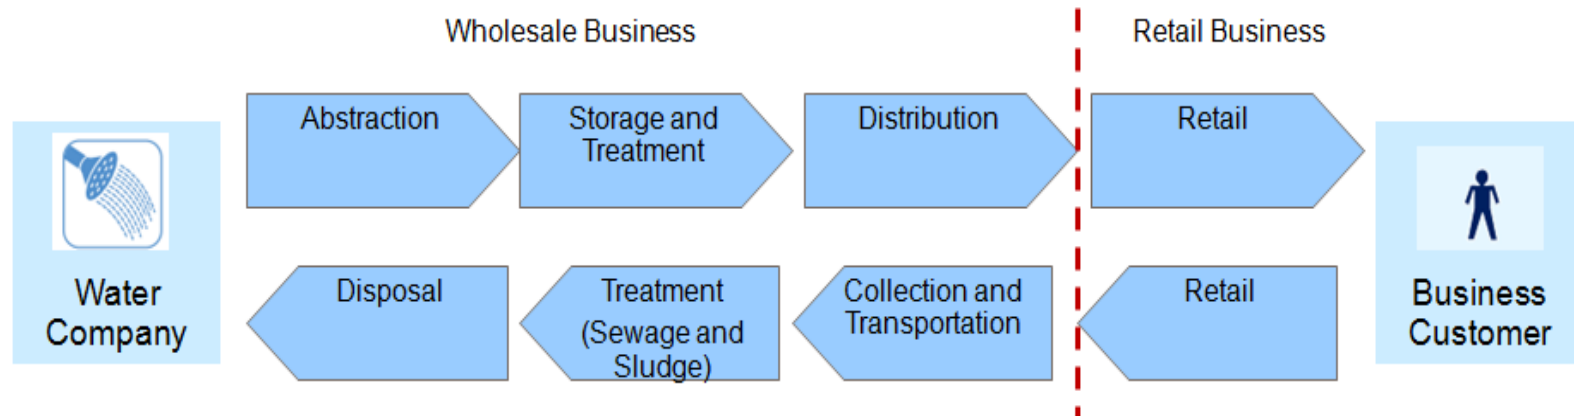 Wholesale Business
Retail Business
Abstraction
Storage and
Treatment
Distribution
Retail
Water
Company
Disposal
Treatment
(Sewage and
Sludge)
Collection and
Transportation
Retail
Business
Customer